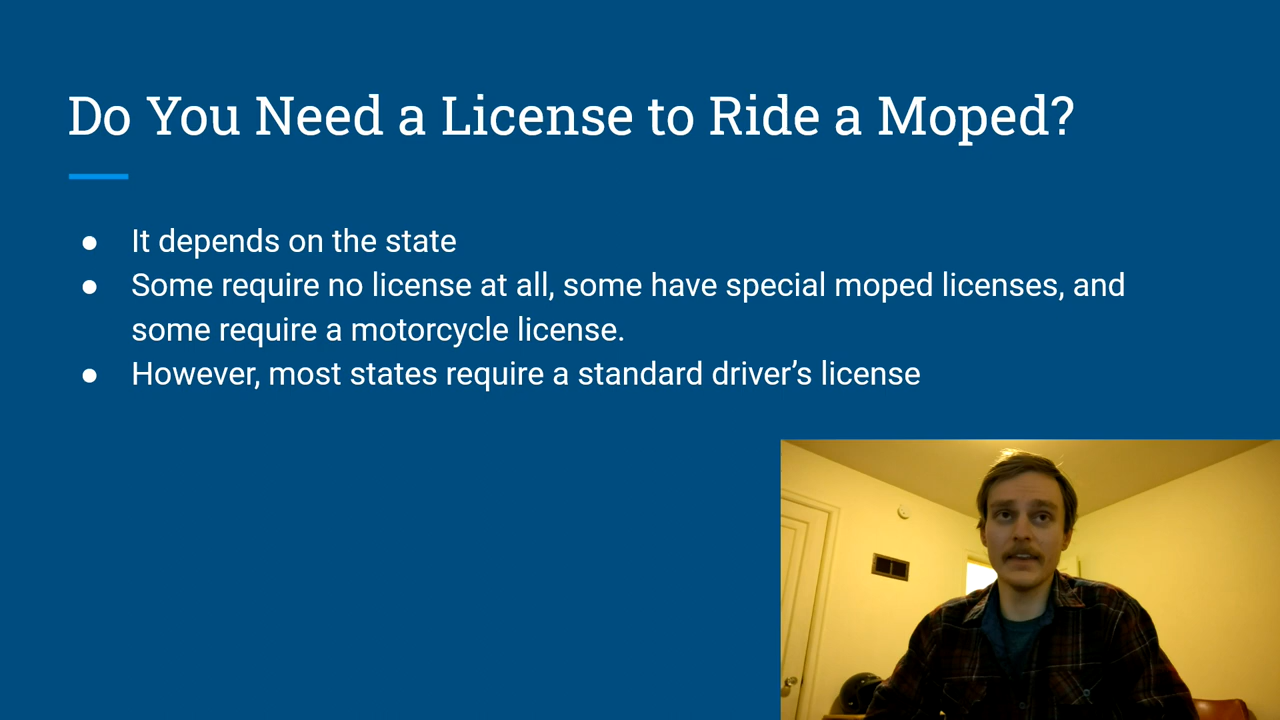 Do You Need a License to Ride a Moped?
● It depends on the state
● Some require no license at all, some have special moped licenses, and
some require a motorcycle license.
● However, most states require a standard driver’s license